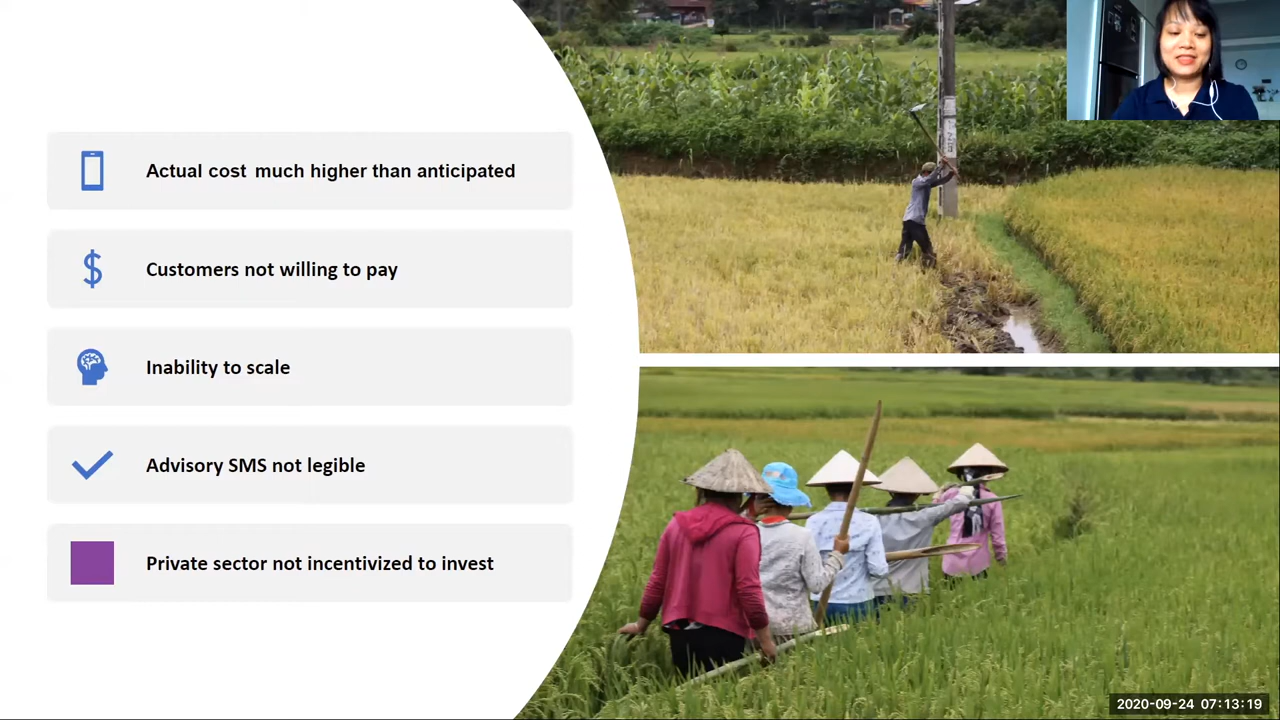 Actual cost much higher than anticipated
Customers not willing to pay
Inability to scale
Advisory SMS not legible
Private sector not incentivized to invest
2020-09-24 07:13:19